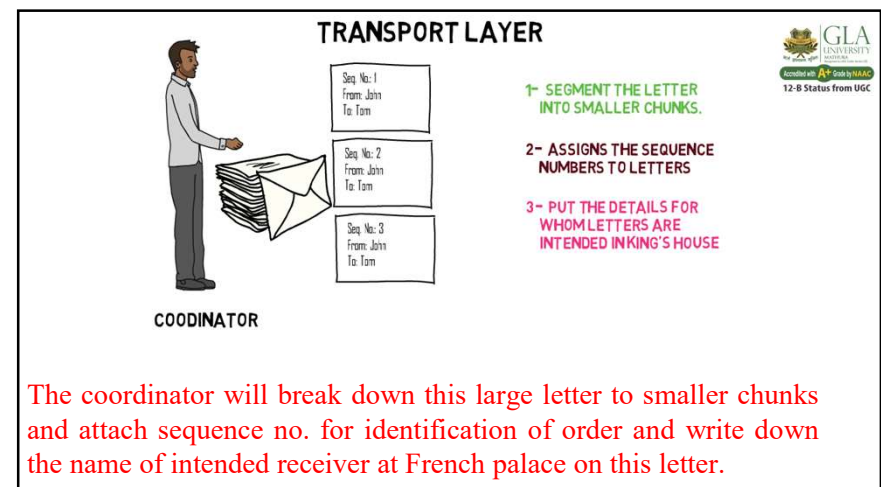 TRANSPORT LAYER
GLA
UNIVERSITY
MATHURA
Accredited with A+ Grade by NAAC
12-B Status from UGC
Seq. No.: 1
From: John
To: Tom
Seq. No.: 2
From: John
To: Tom
Seq. No.: 3
From: John
To: Tom
1- SEGMENT THE LETTER
INTO SMALLER CHUNKS.
2- ASSIGNS THE SEQUENCE
NUMBERS TO LETTERS
3- PUT THE DETAILS FOR
WHOM LETTERS ARE
INTENDED IN KING'S HOUSE
COODINATOR
The coordinator will break down this large letter to smaller chunks
and attach sequence no. for identification of order and write down
the name of intended receiver at French palace on this letter.